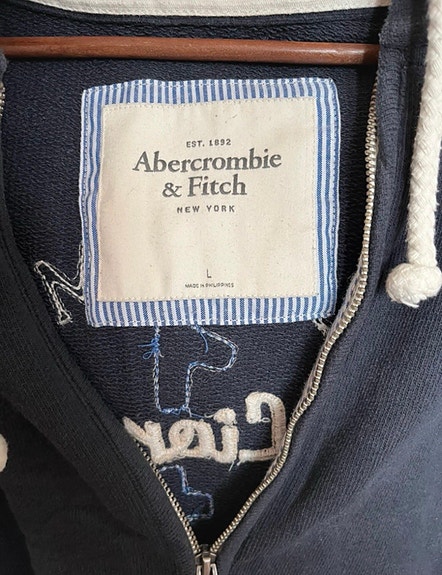 EST. 1892
Abercrombie
& Fitch
NEW YORK
L
MADE IN PHILIPPINES